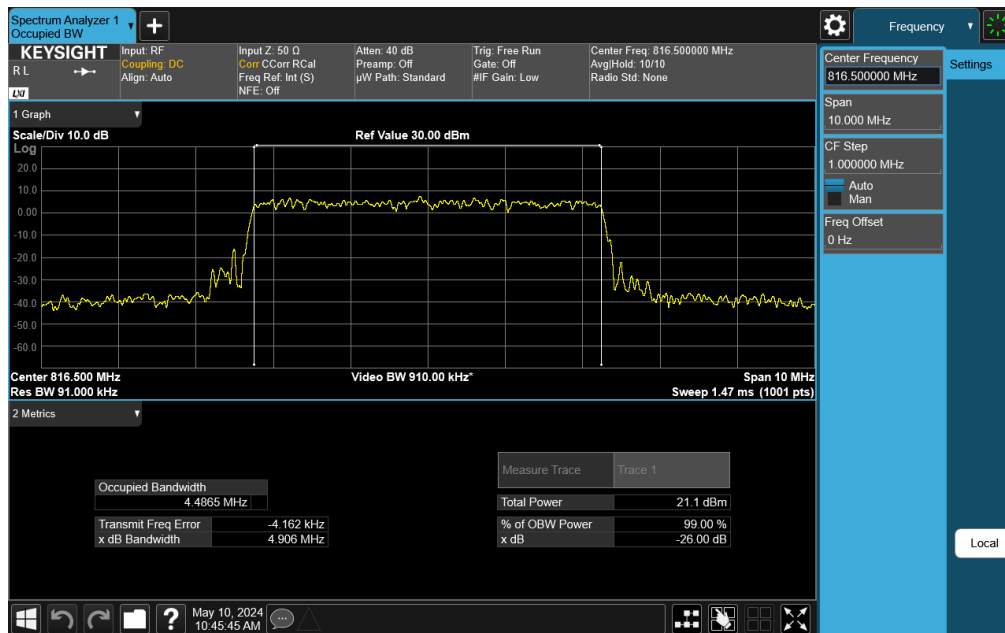 Spectrum Analyzer 1
Occupied BW
Frequency
KEYSIGHT
R L
LXI
Input: RF
Coupling: DC
Align: Auto
Input Z: 50 Ω
Corr CCorr RCal
Freq Ref: Int (S)
NFE: Off
Atten: 40 dB
Preamp: Off
µW Path: Standard
Trig: Free Run
Gate: Off
#IF Gain: Low
Center Freq: 816.500000 MHz
Avg|Hold: 10/10
Radio Std: None
Center Frequency
816.500000 MHz
Settings
Span
10.000 MHz
CF Step
1.000000 MHz
Auto
Man
Freq Offset
0 Hz
Local
1 Graph
Scale/Div 10.0 dB
Ref Value 30.00 dBm
Log
20.0
10.0
0.00
-10.0
-20.0
-30.0
-40.0
-50.0
-60.0
Center 816.500 MHz
Video BW 910.00 kHz*
Span 10 MHz
Res BW 91.000 kHz
Sweep 1.47 ms (1001 pts)
2 Metrics
Measure Trace
Trace 1
Occupied Bandwidth
4.4865 MHz
Total Power
21.1 dBm
Transmit Freq Error
-4.162 kHz
% of OBW Power
99.00 %
x dB Bandwidth
4.906 MHz
x dB
-26.00 dB
?
May 10, 2024
10:45:45 AM